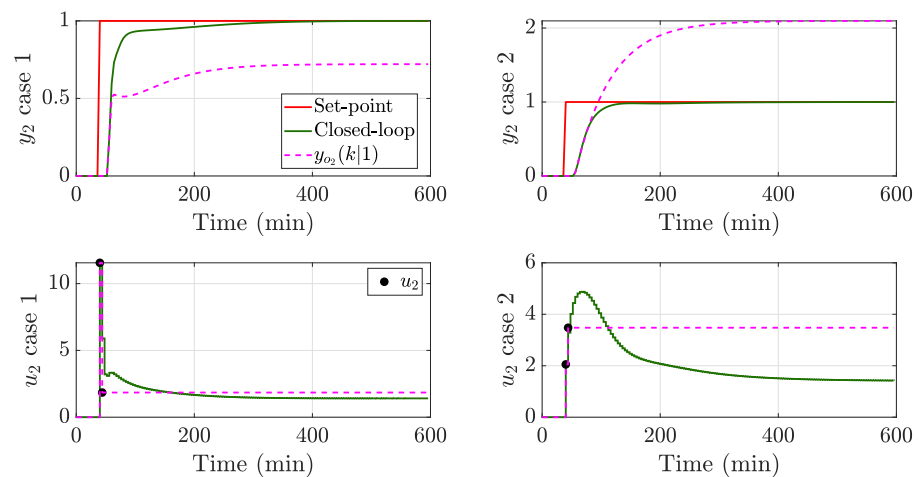 y₂ case 1
1
0.5
0
0 200 400 600
Time (min)
Set-point
Closed-loop
y_{o₂}(k|1)
y₂ case 2
2
1
0
0 200 400 600
Time (min)
u₂ case 1
10
5
0
0 200 400 600
Time (min)
u₂
u₂ case 2
6
4
2
0
0 200 400 600
Time (min)